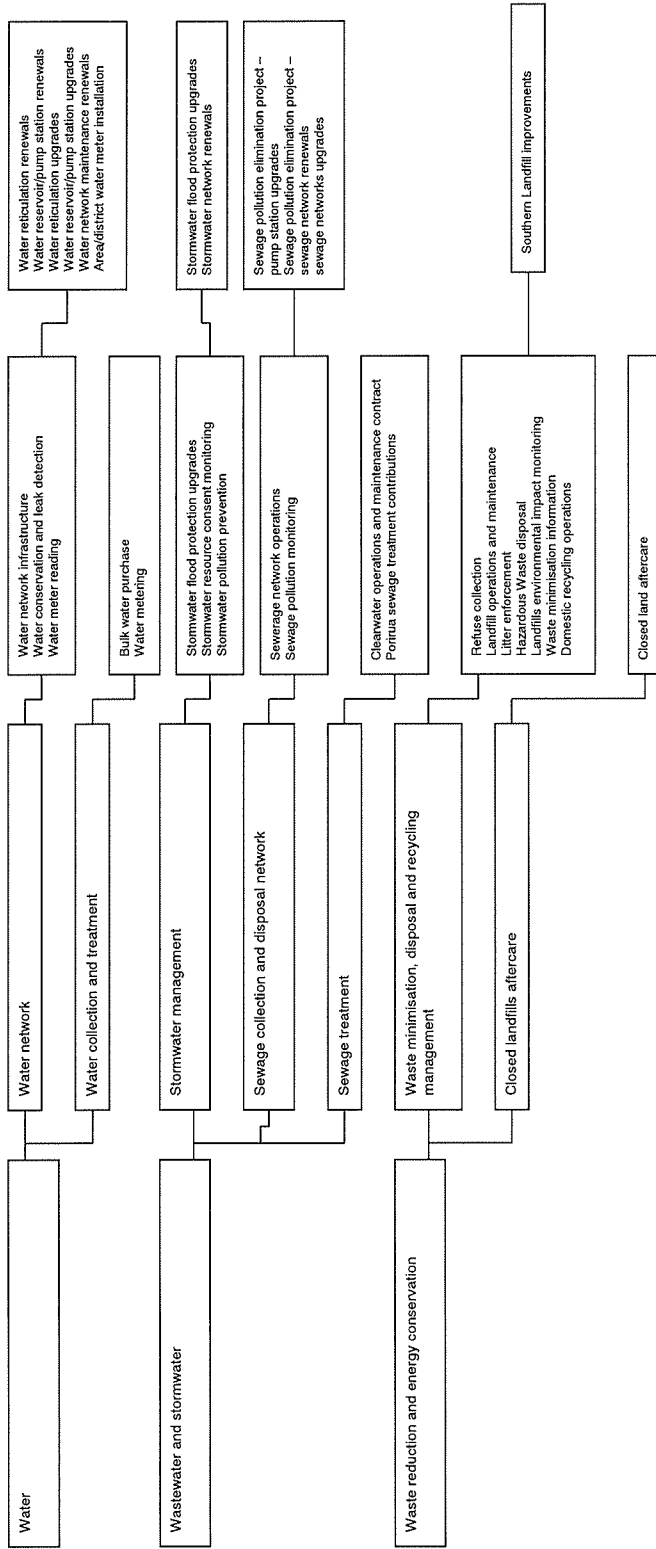 Water
Water network
Water network infrastructure
Water conservation and leak detection
Water meter reading
Water reticulation renewals
Water reservoir/pump station renewals
Water reticulation upgrades
Water reservoir/pump station upgrades
Water network maintenance renewals
Area/district water meter installation
Water collection and treatment
Bulk water purchase
Water metering
Wastewater and stormwater
Stormwater management
Stormwater flood protection upgrades
Stormwater resource consent monitoring
Stormwater pollution prevention
Stormwater flood protection upgrades
Stormwater network renewals
Sewage collection and disposal network
Sewerage network operations
Sewage pollution monitoring
Sewage pollution elimination project –
pump station upgrades
Sewage pollution elimination project –
sewage network renewals
sewage networks upgrades
Sewage treatment
Clearwater operations and maintenance contract
Porirua sewage treatment contributions
Waste reduction and energy conservation
Waste minimisation, disposal and recycling
management
Refuse collection
Landfill operations and maintenance
Litter enforcement
Hazardous Waste disposal
Landfills environmental impact monitoring
Waste minimisation information
Domestic recycling operations
Southern Landfill improvements
Closed landfills aftercare
Closed land aftercare